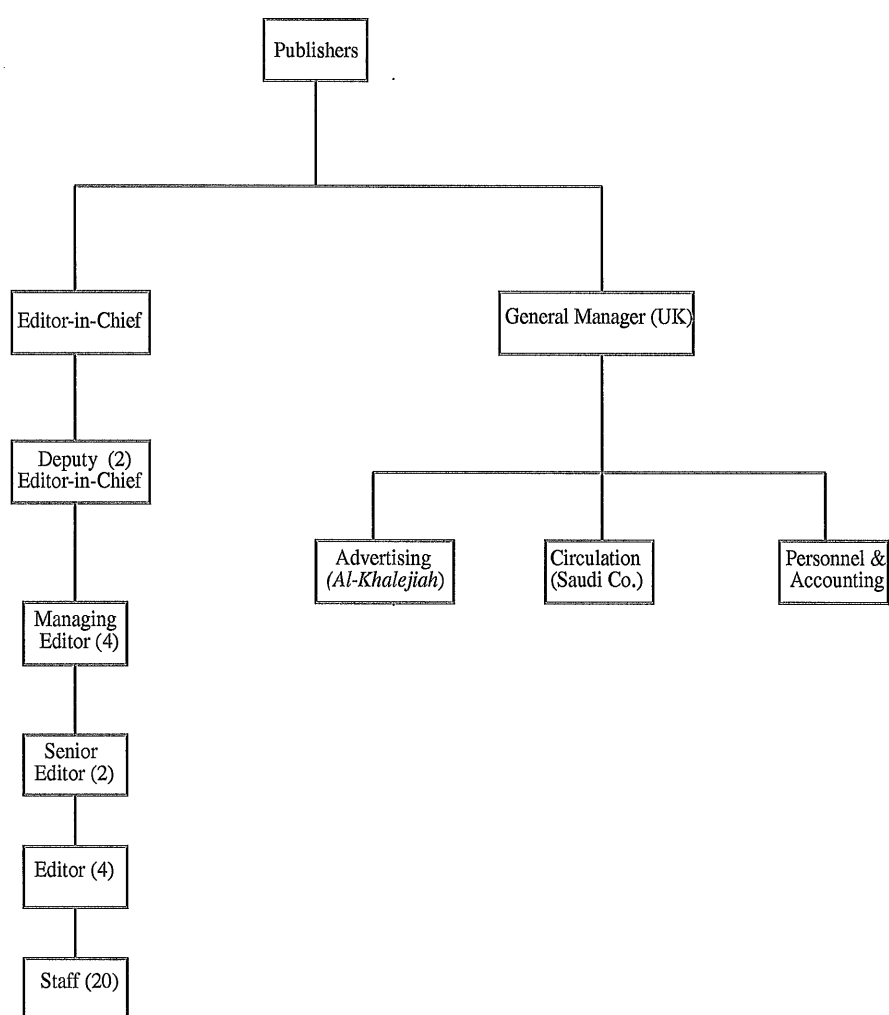 Publishers
Editor-in-Chief
General Manager (UK)
Deputy (2)
Editor-in-Chief
Advertising
(Al-Khalejiah)
Circulation
(Saudi Co.)
Personnel &
Accounting
Managing
Editor (4)
Senior
Editor (2)
Editor (4)
Staff (20)